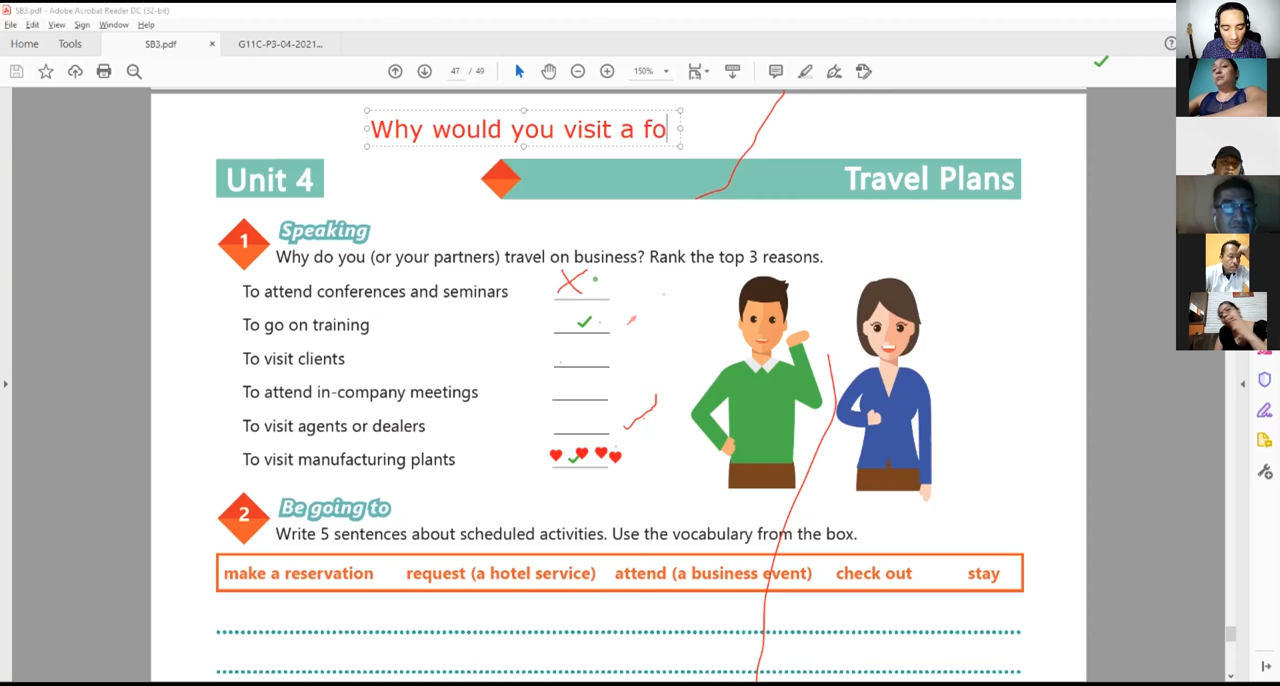 SB3.pdf - Adobe Acrobat Reader DC (32-bit)
File Edit View Sign Window Help
Home Tools SB3.pdf × G11C-P3-04-2021...
47 / 49 150%
Why would you visit a fo
Unit 4 Travel Plans
1 Speaking
Why do you (or your partners) travel on business? Rank the top 3 reasons.
To attend conferences and seminars
To go on training
To visit clients
To attend in-company meetings
To visit agents or dealers
To visit manufacturing plants
2 Be going to
Write 5 sentences about scheduled activities. Use the vocabulary from the box.
make a reservation request (a hotel service) attend (a business event) check out stay